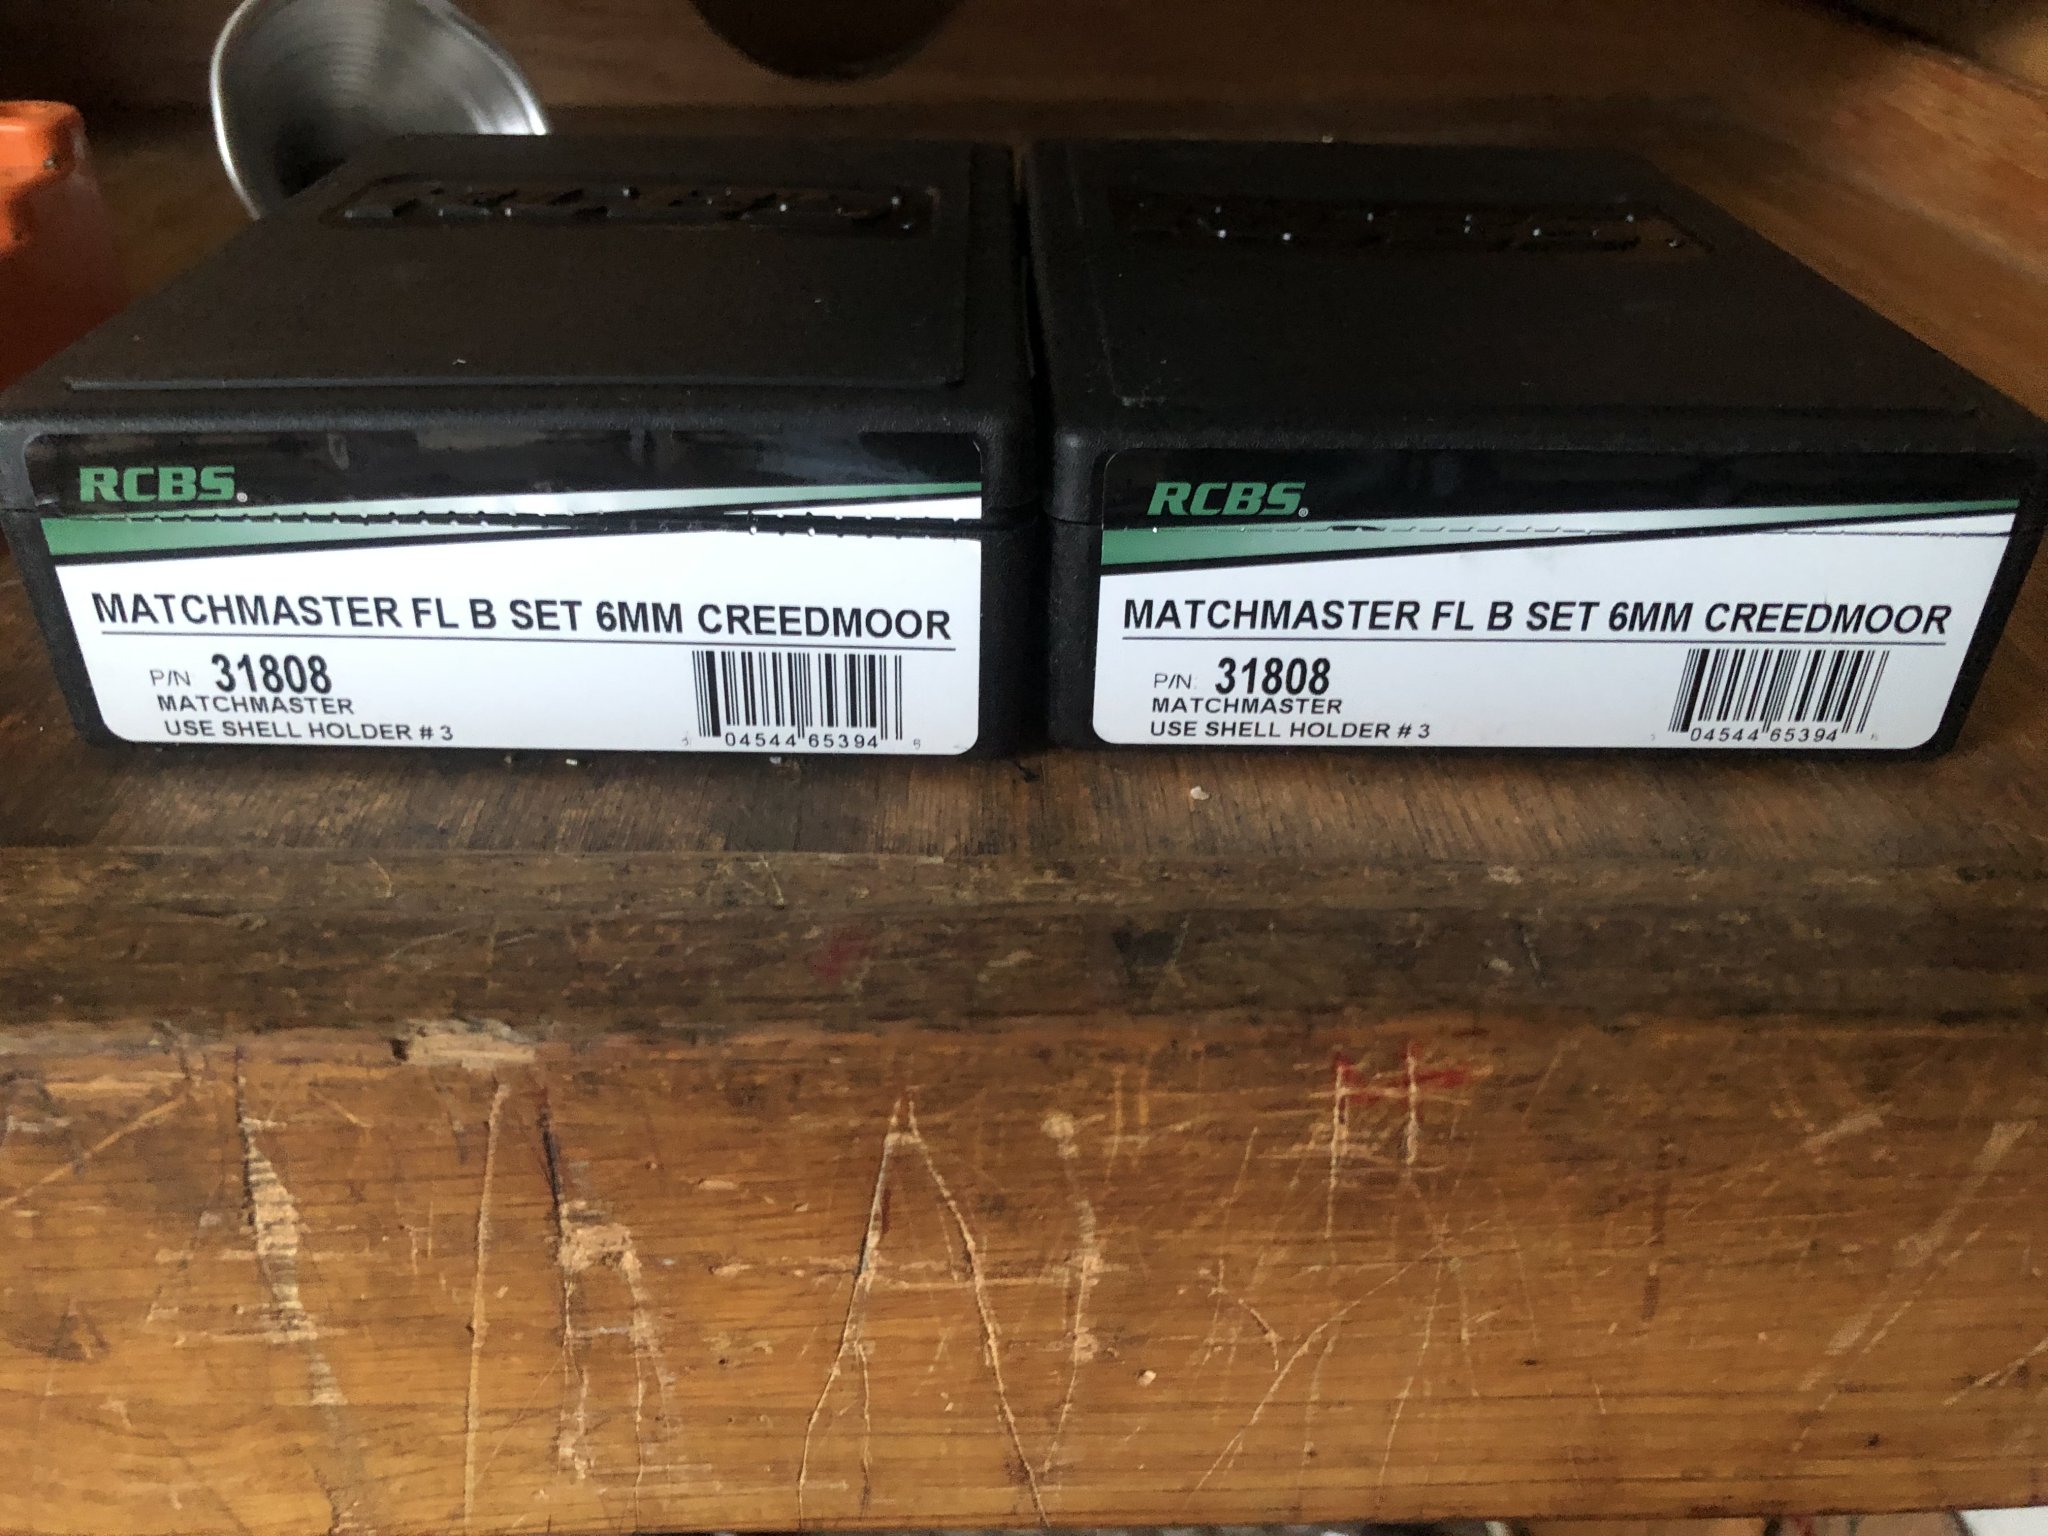 RCBS.
MATCHMASTER FL B SET 6MM CREEDMOOR
P/N 31808
MATCHMASTER
USE SHELL HOLDER # 3
04544 65394
RCBS.
MATCHMASTER FL B SET 6MM CREEDMOOR
P/N: 31808
MATCHMASTER
USE SHELL HOLDER # 3
04544 65394